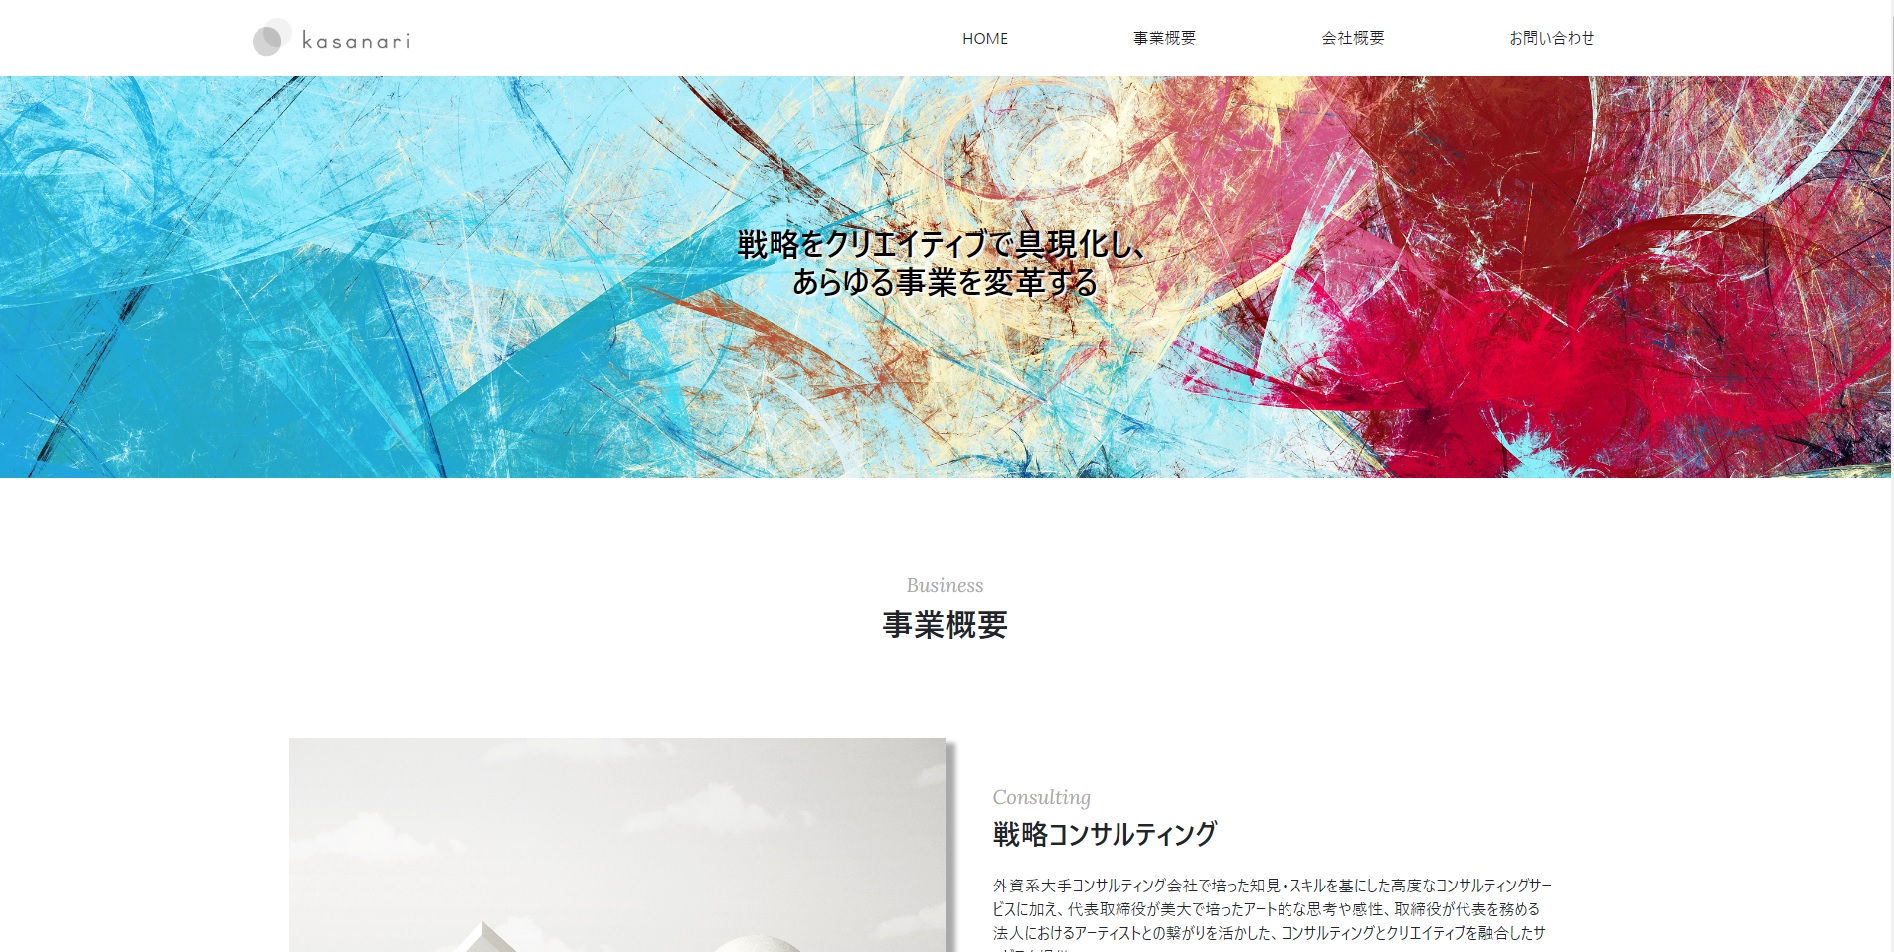 kasanari
HOME
事業概要
会社概要
お問い合わせ
戦略をクリエイティブで具現化し、
あらゆる事業を変革する
Business
事業概要
Consulting
戦略コンサルティング
外資系大手コンサルティング会社で培った知見・スキルを基にした高度なコンサルティングサー
ビスに加え、代表取締役が美大で培ったアート的な思考や感性、取締役が代表を務める
法人におけるアーティストとの繋がりを活かした、コンサルティングとクリエイティブを融合したサ